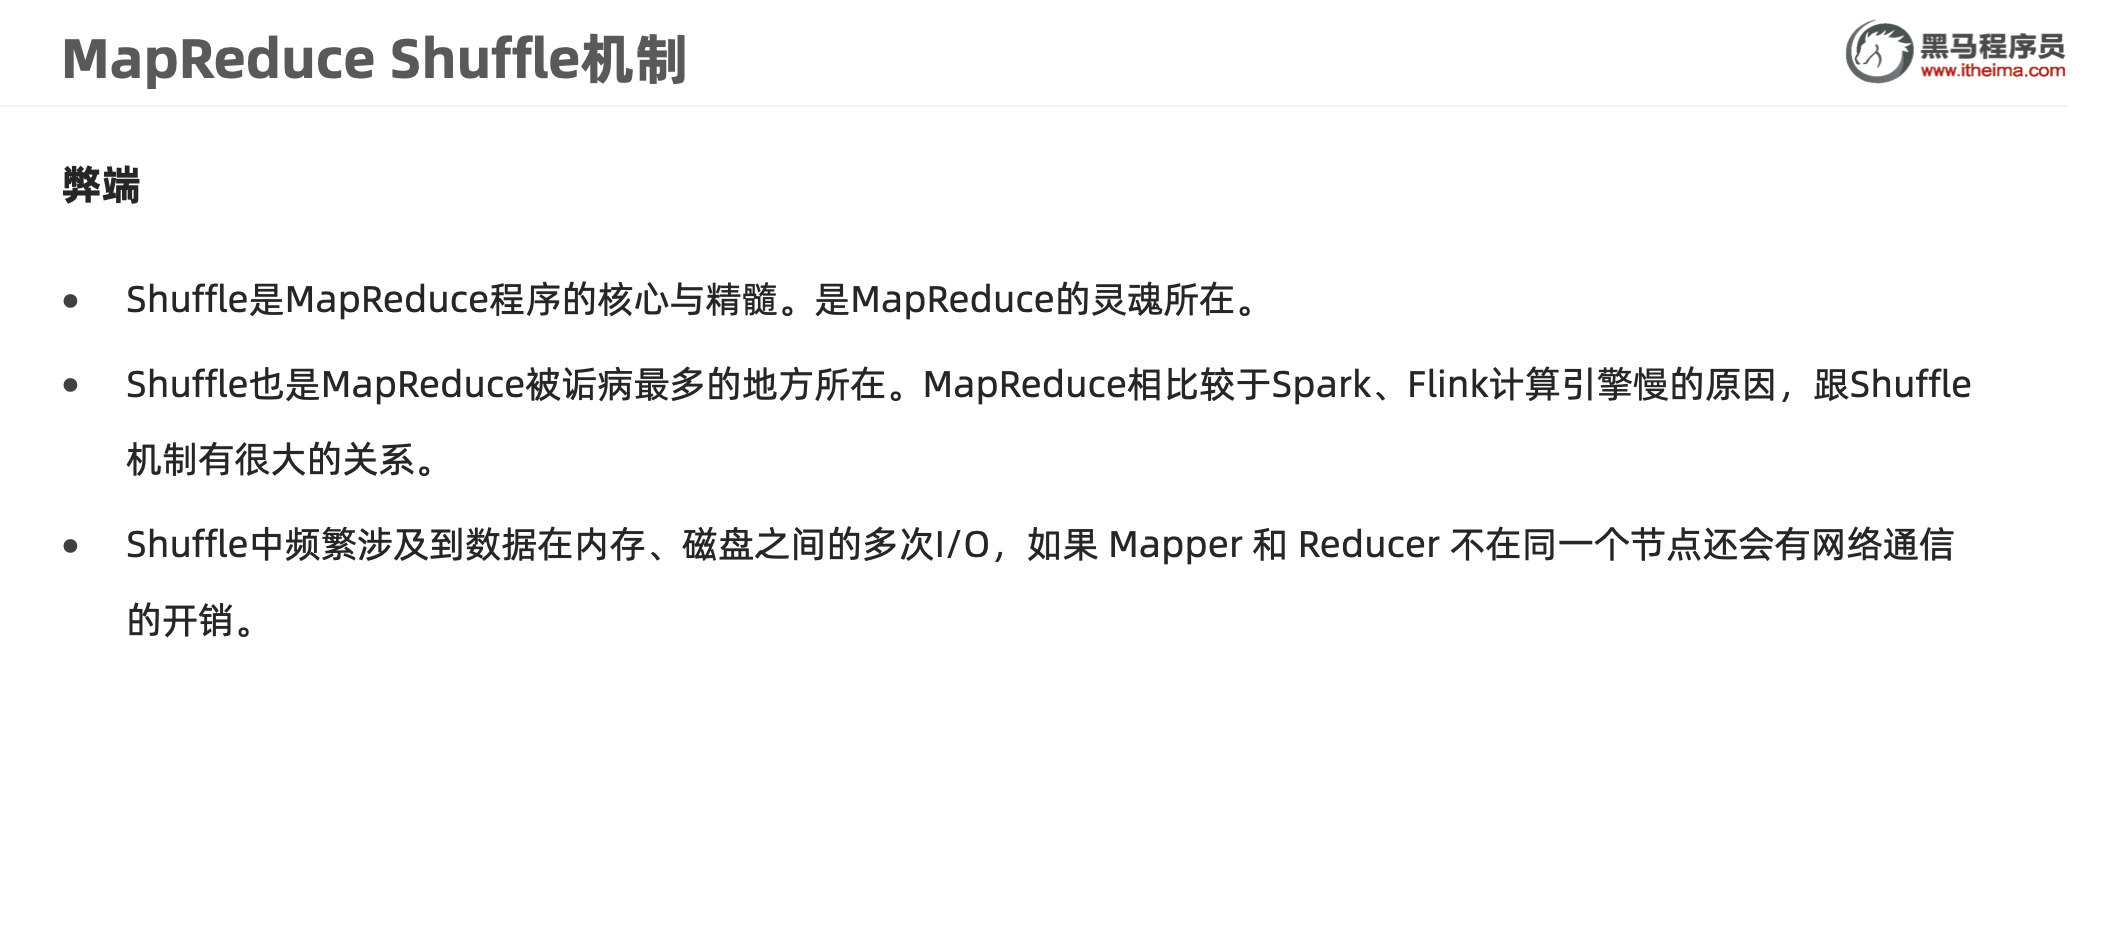 MapReduce Shuffle机制
黑马程序员
www.itheima.com
弊端
• Shuffle是MapReduce程序的核心与精髓。是MapReduce的灵魂所在。
• Shuffle也是MapReduce被诟病最多的地方所在。MapReduce相比较于Spark、Flink计算引擎慢的原因，跟Shuffle
机制有很大的关系。
• Shuffle中频繁涉及到数据在内存、磁盘之间的多次I/O，如果 Mapper 和 Reducer 不在同一个节点还会有网络通信
的开销。